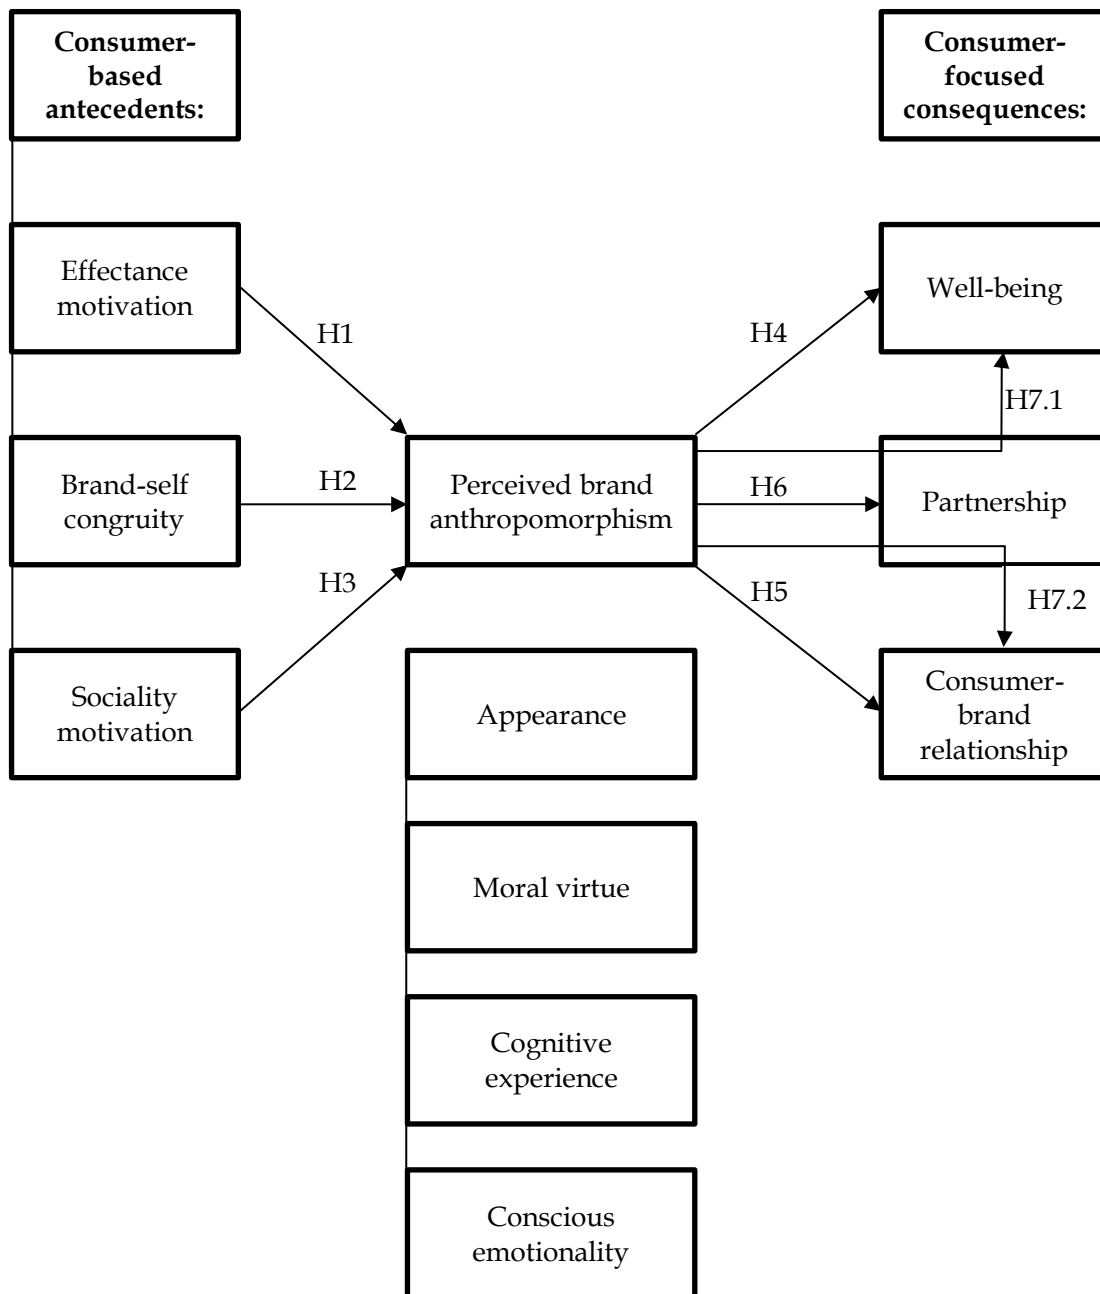 Consumer-
based
antecedents:
Consumer-
focused
consequences:
Effectance
motivation
Well-being
H1
H4
H7.1
Brand-self
congruity
H2
Perceived brand
anthropomorphism
H6
Partnership
H3
H5
H7.2
Sociality
motivation
Appearance
Consumer-
brand
relationship
Moral virtue
Cognitive
experience
Conscious
emotionality